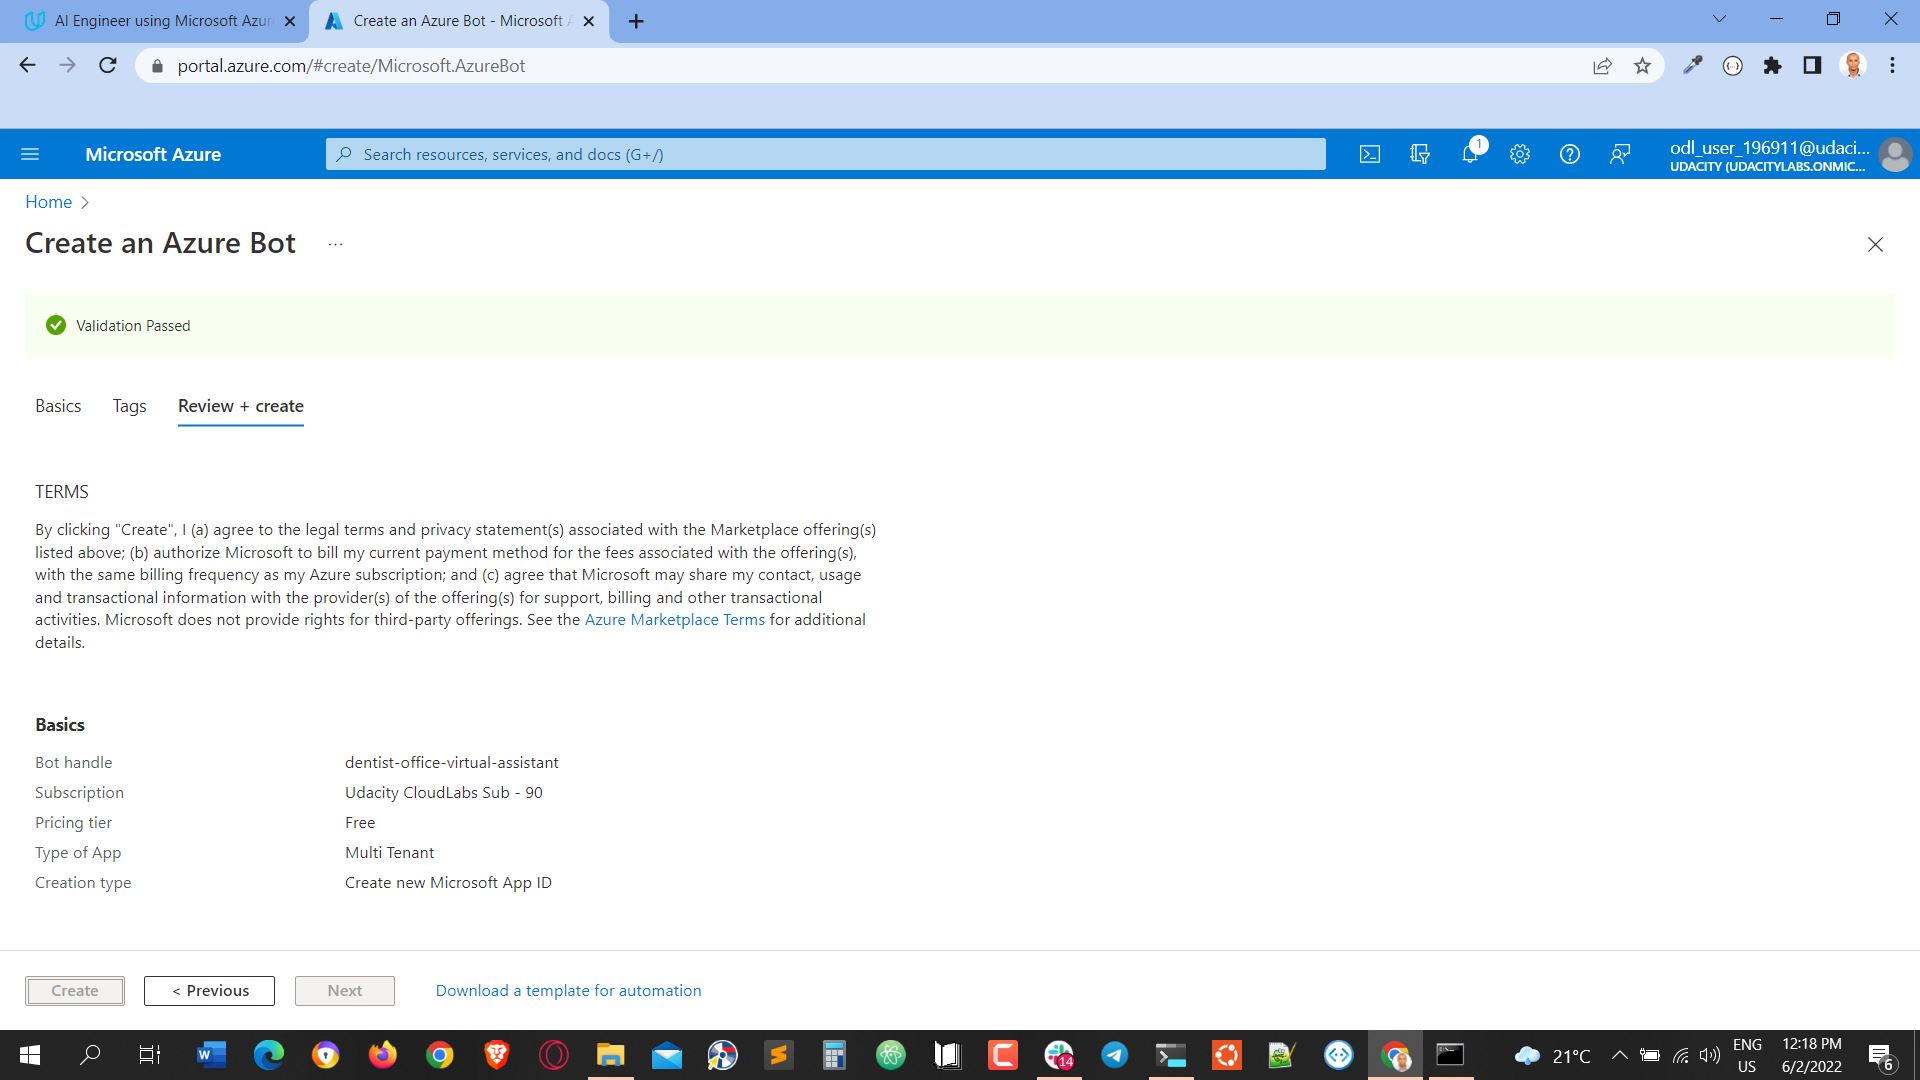 AI Engineer using Microsoft Azur
Create an Azure Bot - Microsoft A
portal.azure.com/#create/Microsoft.AzureBot
Microsoft Azure
Search resources, services, and docs (G+/)
1
odl_user_196911@udaci...
UDACITY (UDACITYLABS.ONMIC...
Home
Create an Azure Bot
...
Validation Passed
Basics
Tags
Review + create
TERMS
By clicking "Create", I (a) agree to the legal terms and privacy statement(s) associated with the Marketplace offering(s)
listed above; (b) authorize Microsoft to bill my current payment method for the fees associated with the offering(s),
with the same billing frequency as my Azure subscription; and (c) agree that Microsoft may share my contact, usage
and transactional information with the provider(s) of the offering(s) for support, billing and other transactional
activities. Microsoft does not provide rights for third-party offerings. See the Azure Marketplace Terms for additional
details.
Basics
Bot handle dentist-office-virtual-assistant
Subscription Udacity CloudLabs Sub - 90
Pricing tier Free
Type of App Multi Tenant
Creation type Create new Microsoft App ID
Create
< Previous
Next
Download a template for automation
14
21°C
ENG
US
12:18 PM
6/2/2022
6